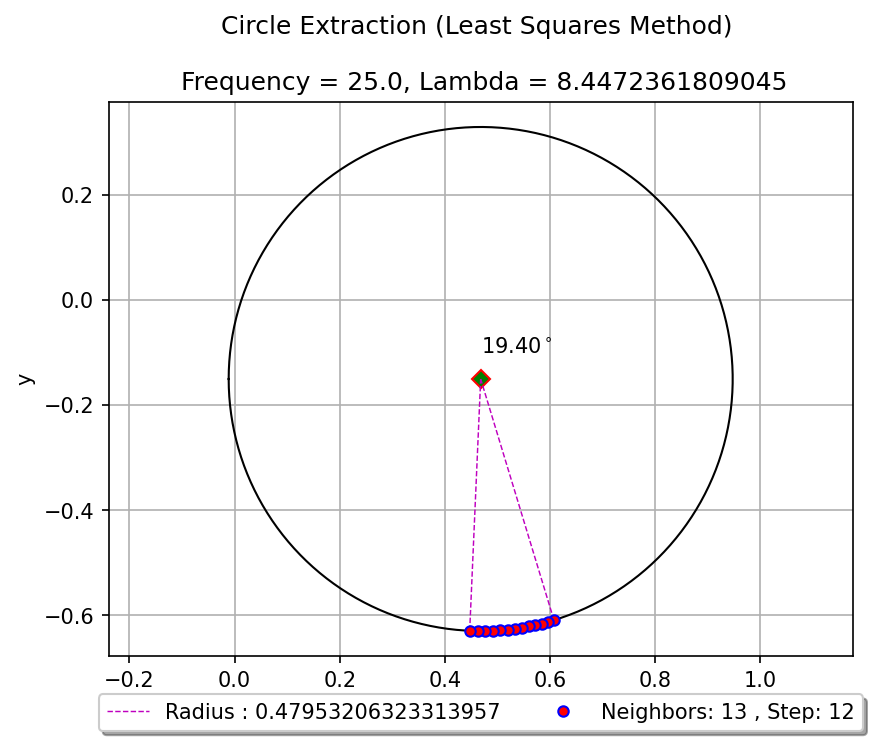 Circle Extraction (Least Squares Method)
Frequency = 25.0, Lambda = 8.4472361809045
0.2
0.0
−0.2
−0.4
−0.6
y
19.40°
−0.2 0.0 0.2 0.4 0.6 0.8 1.0
Radius : 0.47953206323313957 Neighbors: 13 , Step: 12